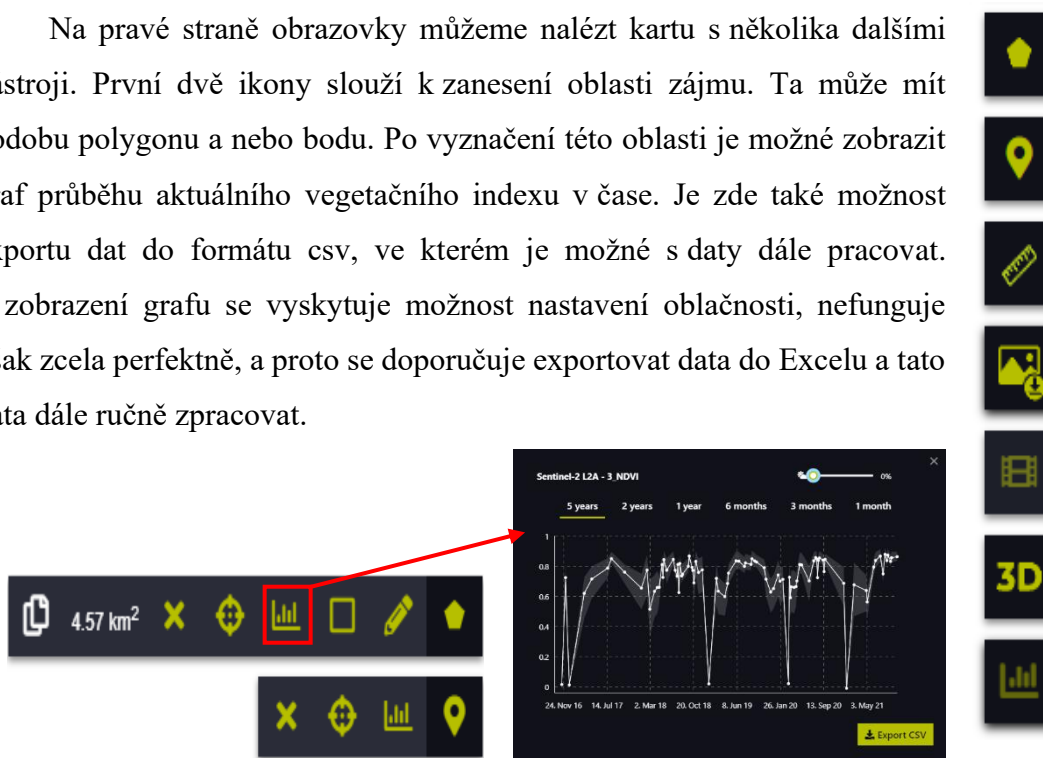 Na pravé straně obrazovky můžeme nalézt kartu s několika dalšími
astroji. První dvě ikony slouží k zanesení oblasti zájmu. Ta může mít
odobu polygonu a nebo bodu. Po vyznačení této oblasti je možné zobrazit
raf průběhu aktuálního vegetačního indexu v čase. Je zde také možnost
xportu dat do formátu csv, ve kterém je možné s daty dále pracovat.
zobrazení grafu se vyskytuje možnost nastavení oblačnosti, nefunguje
šak zcela perfektně, a proto se doporučuje exportovat data do Excelu a tato
ata dále ručně zpracovat.
Sentinel-2 L2A - 3_NDVI 0%
5 years 2 years 1 year 6 months 3 months 1 month
1
0.8
0.6
0.4
0.2
0
24. Nov 16 14. Jul 17 2. Mar 18 20. Oct 18 8. Jun 19 26. Jan 20 13. Sep 20 3. May 21
Export CSV
4.57 km²
3D